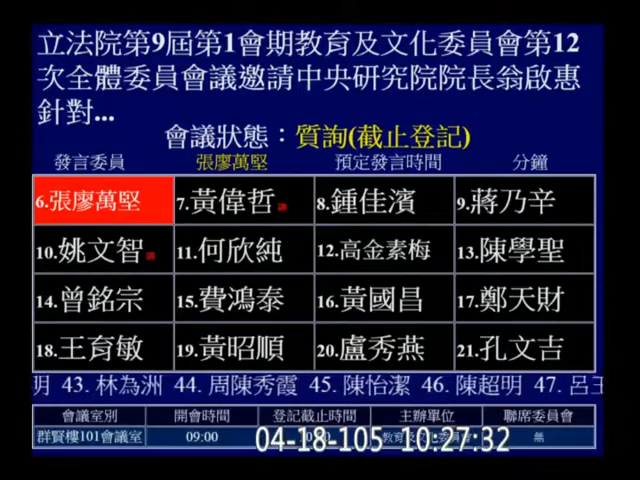 立法院第9屆第1會期教育及文化委員會第12
次全體委員會議邀請中央研究院院長翁啟惠
針對...
會議狀態：質詢(截止登記)
發言委員 張廖萬堅 預定發言時間 分鐘
6.張廖萬堅 7.黃偉哲 8.鍾佳濱 9.蔣乃辛
10.姚文智 11.何欣純 12.高金素梅 13.陳學聖
14.曾銘宗 15.費鴻泰 16.黃國昌 17.鄭天財
18.王育敏 19.黃昭順 20.盧秀燕 21.孔文吉
明 43. 林為洲 44. 周陳秀霞 45. 陳怡潔 46. 陳超明 47. 呂玉
會議室別 開會時間 登記截止時間 主辦單位 聯席委員會
群賢樓101會議室 09:00 教育及文化委員會 無
04-18-105 10:27:32